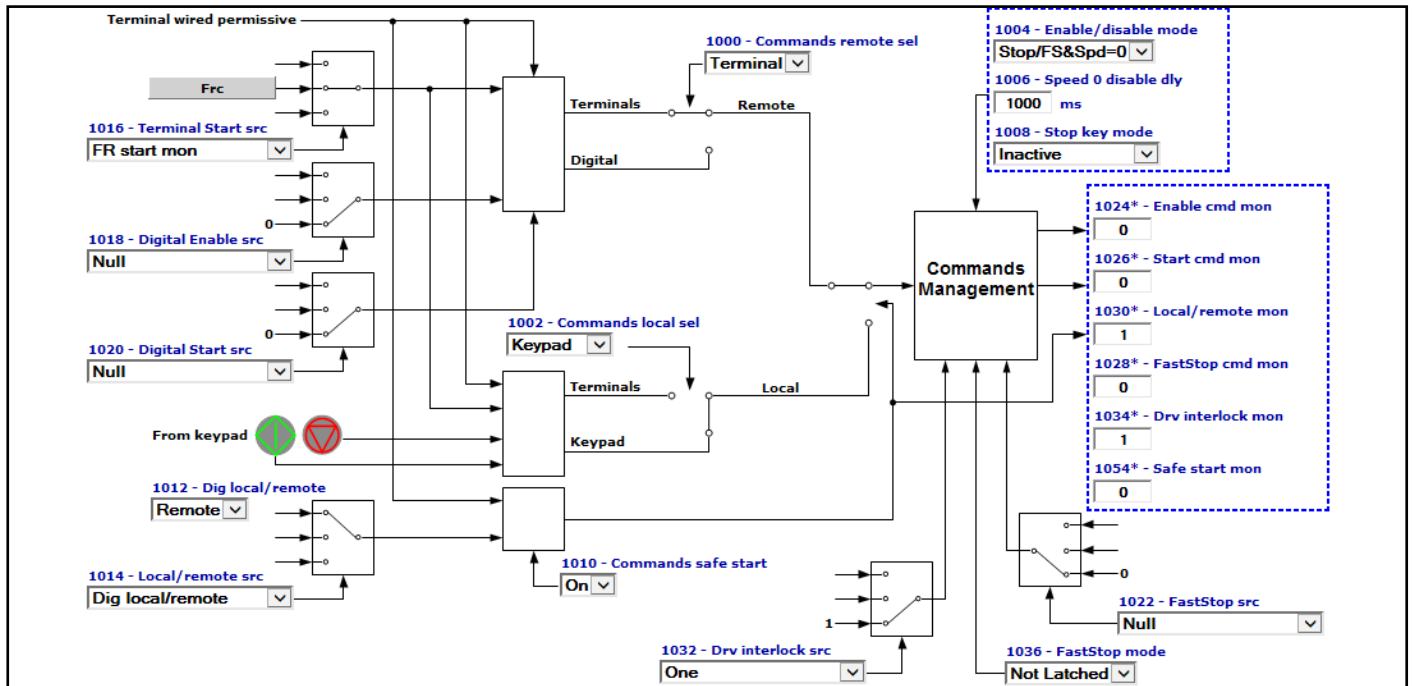 Terminal wired permissive
Frc
1016 - Terminal Start src
FR start mon
0
1018 - Digital Enable src
Null
0
1020 - Digital Start src
Null
From keypad
1012 - Dig local/remote
Remote
1014 - Local/remote src
Dig local/remote
1000 - Commands remote sel
Terminal
Terminals
Remote
Digital
1002 - Commands local sel
Keypad
Terminals
Local
Keypad
1010 - Commands safe start
On
1004 - Enable/disable mode
Stop/FS&Spd=0
1006 - Speed 0 disable dly
1000 ms
1008 - Stop key mode
Inactive
Commands
Management
1024* - Enable cmd mon
0
1026* - Start cmd mon
0
1030* - Local/remote mon
1
1028* - FastStop cmd mon
0
1034* - Drv interlock mon
1
1054* - Safe start mon
0
1
1032 - Drv interlock src
One
0
1022 - FastStop src
Null
1036 - FastStop mode
Not Latched